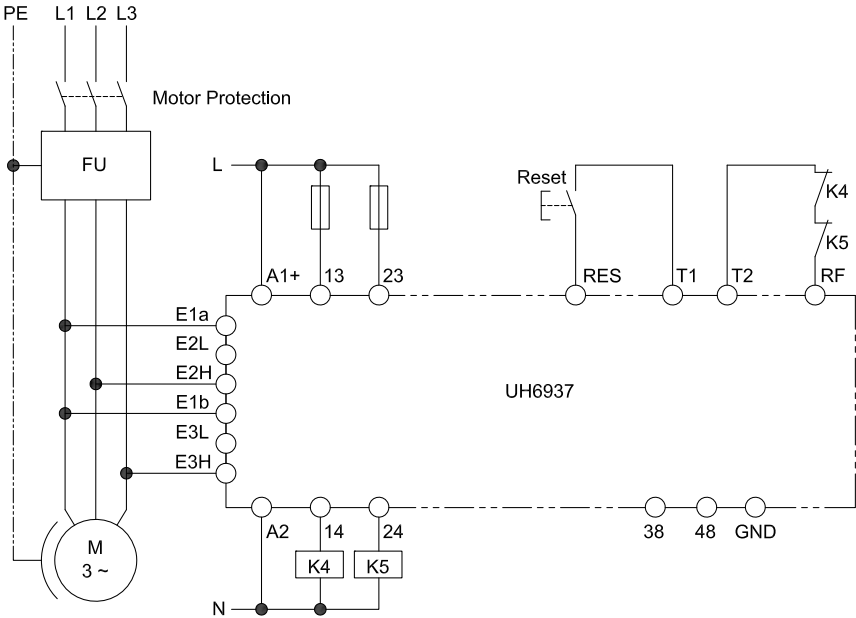 PE L1 L2 L3
Motor Protection
FU
L
Reset
K4
K5
A1+ 13 23 RES T1 T2 RF
E1a
E2L
E2H
UH6937
E1b
E3L
E3H
A2 14 24 38 48 GND
M
3 ~
K4 K5
N